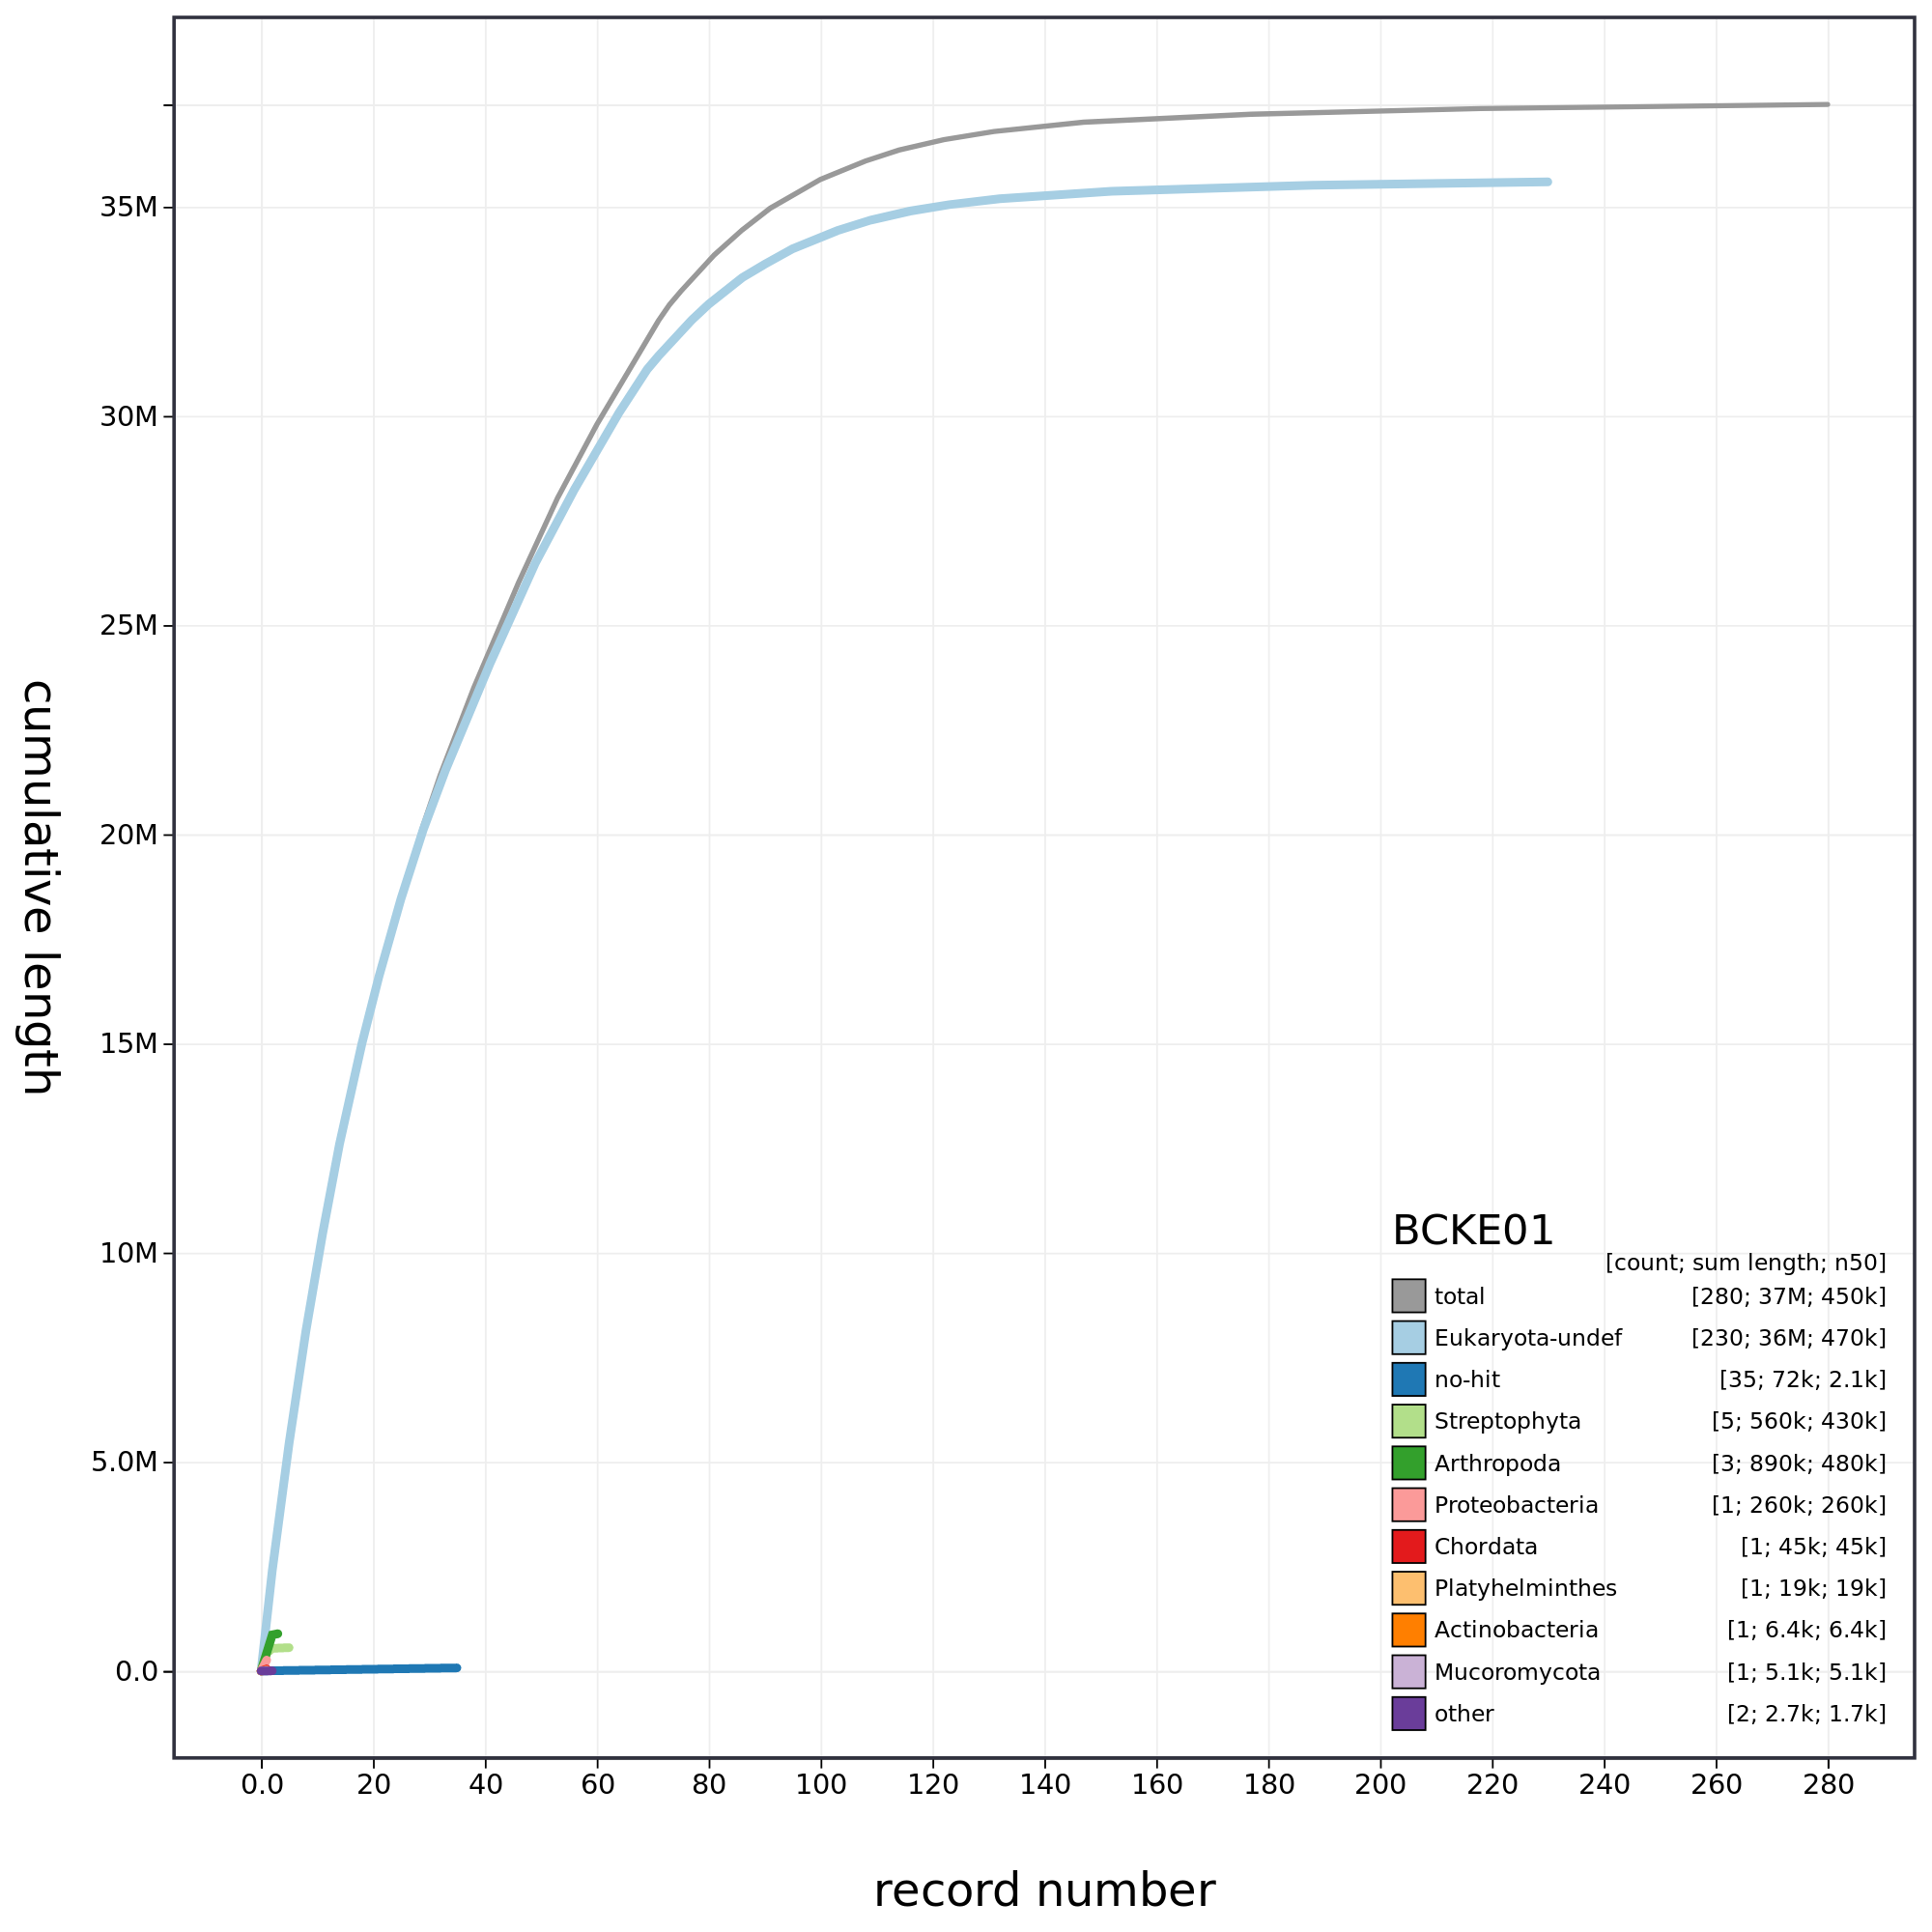 cumulative length
35M
30M
25M
20M
15M
10M
5.0M
0.0
BCKE01
[count; sum length; n50]
total [280; 37M; 450k]
Eukaryota-undef [230; 36M; 470k]
no-hit [35; 72k; 2.1k]
Streptophyta [5; 560k; 430k]
Arthropoda [3; 890k; 480k]
Proteobacteria [1; 260k; 260k]
Chordata [1; 45k; 45k]
Platyhelminthes [1; 19k; 19k]
Actinobacteria [1; 6.4k; 6.4k]
Mucoromycota [1; 5.1k; 5.1k]
other [2; 2.7k; 1.7k]
0.0 20 40 60 80 100 120 140 160 180 200 220 240 260 280
record number